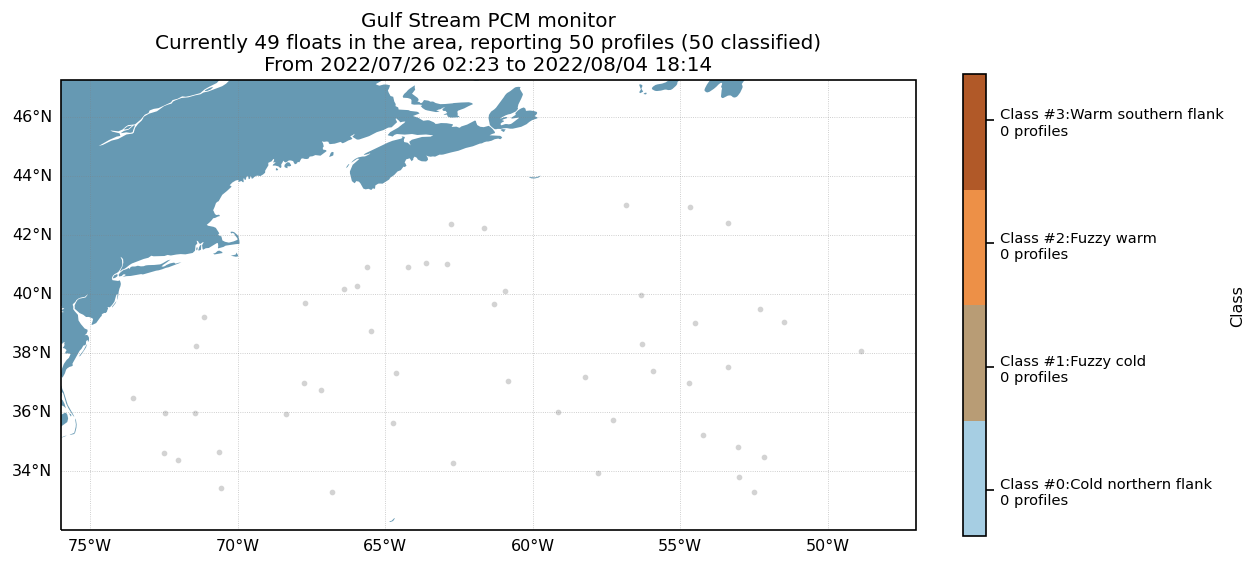 Gulf Stream PCM monitor
Currently 49 floats in the area, reporting 50 profiles (50 classified)
From 2022/07/26 02:23 to 2022/08/04 18:14
46°N
44°N
42°N
40°N
38°N
36°N
34°N
75°W
70°W
65°W
60°W
55°W
50°W
Class #3:Warm southern flank
0 profiles
Class #2:Fuzzy warm
0 profiles
Class #1:Fuzzy cold
0 profiles
Class #0:Cold northern flank
0 profiles
Class